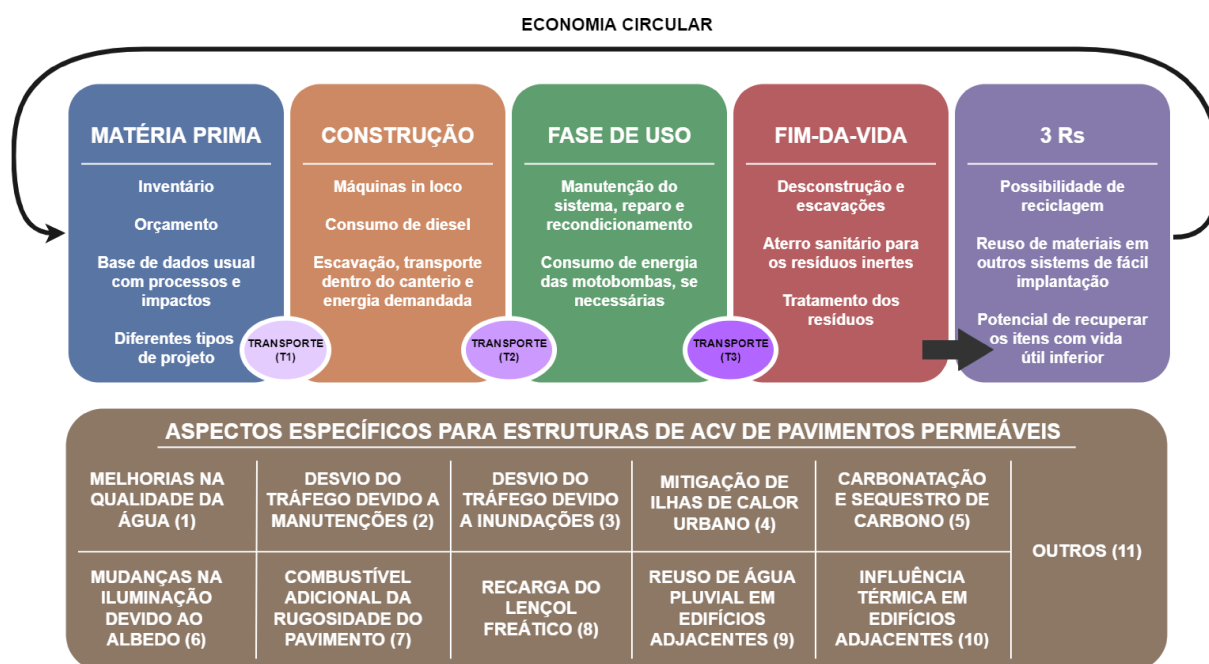 ECONOMIA CIRCULAR
MATÉRIA PRIMA
Inventário
Orçamento
Base de dados usual
com processos e
impactos
Diferentes tipos
de projeto
TRANSPORTE
(T1)
CONSTRUÇÃO
Máquinas in loco
Consumo de diesel
Escavação, transporte
dentro do canterio e
energia demandada
TRANSPORTE
(T2)
FASE DE USO
Manutenção do
sistema, reparo e
recondicionamento
Consumo de energia
das motobombas, se
necessárias
TRANSPORTE
(T3)
FIM-DA-VIDA
Desconstrução e
escavações
Aterro sanitário para
os resíduos inertes
Tratamento dos
resíduos
3 Rs
Possibilidade de
reciclagem
Reuso de materiais em
outros sistems de fácil
implantação
Potencial de recuperar
os itens com vida
útil inferior
ASPECTOS ESPECÍFICOS PARA ESTRUTURAS DE ACV DE PAVIMENTOS PERMEÁVEIS
MELHORIAS NA
QUALIDADE DA
ÁGUA (1)
DESVIO DO
TRÁFEGO DEVIDO A
MANUTENÇÕES (2)
DESVIO DO
TRÁFEGO DEVIDO
A INUNDAÇÕES (3)
MITIGAÇÃO DE
ILHAS DE CALOR
URBANO (4)
CARBONATAÇÃO
E SEQUESTRO DE
CARBONO (5)
MUDANÇAS NA
ILUMINAÇÃO
DEVIDO AO
ALBEDO (6)
COMBUSTÍVEL
ADICIONAL DA
RUGOSIDADE DO
PAVIMENTO (7)
RECARGA DO
LENÇOL
FREÁTICO (8)
REUSO DE ÁGUA
PLUVIAL EM
EDIFÍCIOS
ADJACENTES (9)
INFLUÊNCIA
TÉRMICA EM
EDIFÍCIOS
ADJACENTES (10)
OUTROS (11)